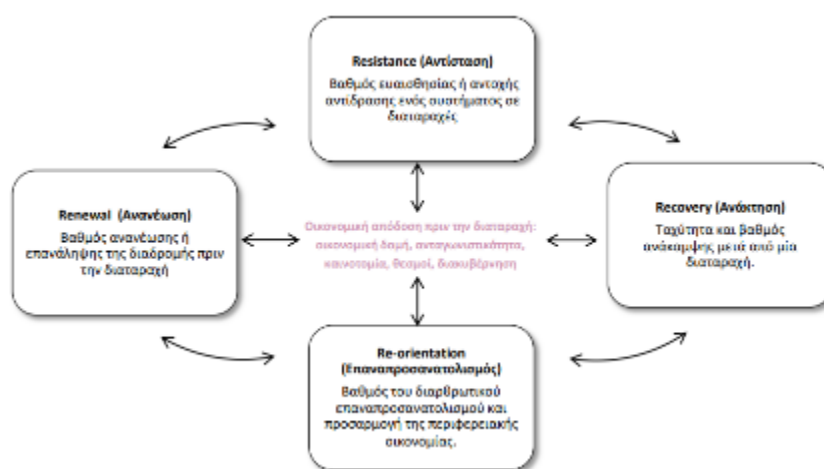 Resistance (Αντίσταση)
Βαθμός ευαισθησίας ή αντοχής
αντίδρασης ενός συστήματος σε
διαταραχές
Renewal (Ανανέωση)
Βαθμός ανανέωσης ή
επανάληψης της διαδρομής πριν
την διαταραχή
Οικονομική απόδοση πριν την διαταραχή:
οικονομική δομή, ανταγωνιστικότητα,
καινοτομία, θεσμοί, διακυβέρνηση
Recovery (Ανάκτηση)
Ταχύτητα και βαθμός
ανάκαμψης μετά από μία
διαταραχή.
Re-orientation
(Επαναπροσανατολισμός)
Βαθμός του διαρθρωτικού
επαναπροσανατολισμού και
προσαρμογή της περιφερειακής
οικονομίας.